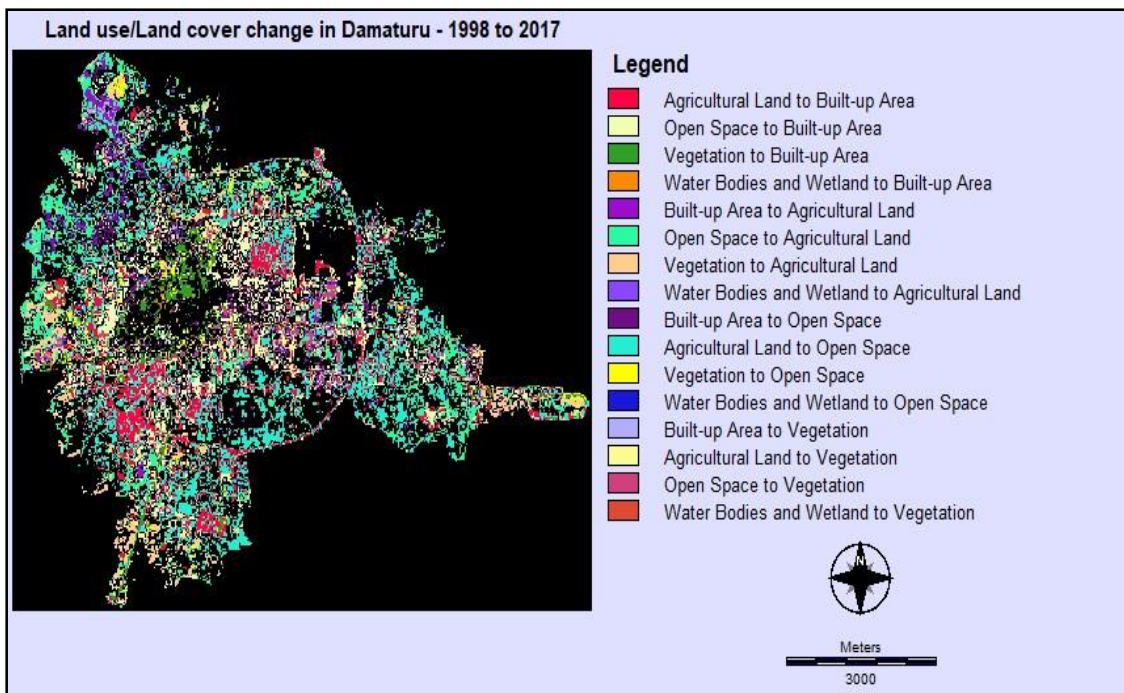 Land use/Land cover change in Damaturu - 1998 to 2017
Legend
Agricultural Land to Built-up Area
Open Space to Built-up Area
Vegetation to Built-up Area
Water Bodies and Wetland to Built-up Area
Built-up Area to Agricultural Land
Open Space to Agricultural Land
Vegetation to Agricultural Land
Water Bodies and Wetland to Agricultural Land
Built-up Area to Open Space
Agricultural Land to Open Space
Vegetation to Open Space
Water Bodies and Wetland to Open Space
Built-up Area to Vegetation
Agricultural Land to Vegetation
Open Space to Vegetation
Water Bodies and Wetland to Vegetation
Meters
3000